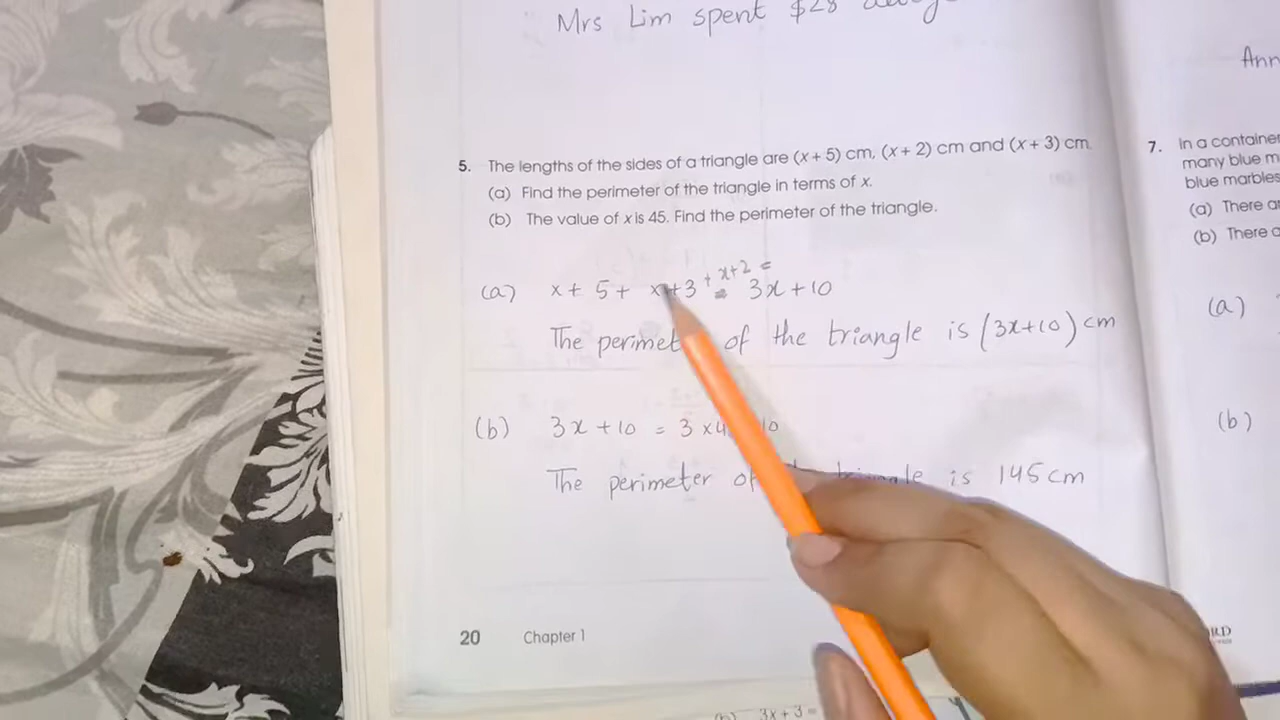 Mrs Lim spent $28
Ann
5. The lengths of the sides of a triangle are (x + 5) cm, (x + 2) cm and (x + 3) cm.
(a) Find the perimeter of the triangle in terms of x.
(b) The value of x is 45. Find the perimeter of the triangle.
(a) x + 5 + x + 3 + x + 2 = = 3x + 10
The perimet of the triangle is (3x+10) cm
(b) 3x + 10 = 3 x 4 10
The perimeter of is 145 cm
20 Chapter 1
7. In a container
many blue m
blue marbles
(a) There a
(b) There
(a)
(b)
3x + 3 =